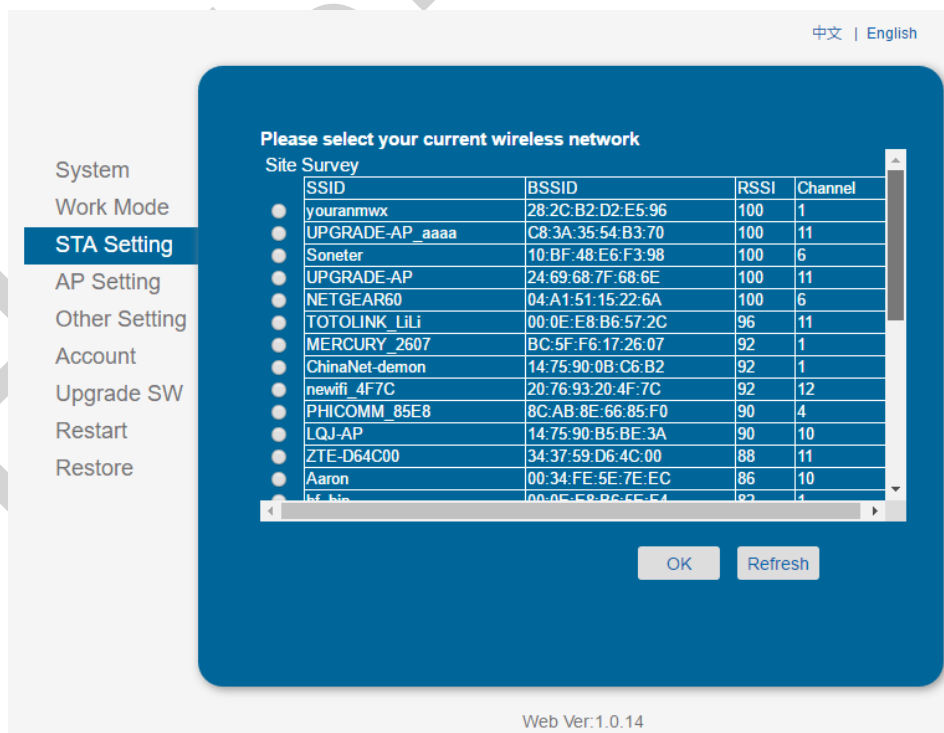 中文 | English
Please select your current wireless network
System
Work Mode
STA Setting
AP Setting
Other Setting
Account
Upgrade SW
Restart
Restore
Site Survey
SSID BSSID RSSI Channel
youranmwx 28:2C:B2:D2:E5:96 100 1
UPGRADE-AP_aaaa C8:3A:35:54:B3:70 100 11
Soneter 10:BF:48:E6:F3:98 100 6
UPGRADE-AP 24:69:68:7F:68:6E 100 11
NETGEAR60 04:A1:51:15:22:6A 100 6
TOTOLINK_LiLi 00:0E:E8:B6:57:2C 96 11
MERCURY_2607 BC:5F:F6:17:26:07 92 1
ChinaNet-demon 14:75:90:0B:C6:B2 92 1
newifi_4F7C 20:76:93:20:4F:7C 92 12
PHICOMM_85E8 8C:AB:8E:66:85:F0 90 4
LQJ-AP 14:75:90:B5:BE:3A 90 10
ZTE-D64C00 34:37:59:D6:4C:00 88 11
Aaron 00:34:FE:5E:7E:EC 86 10
OK Refresh
Web Ver:1.0.14